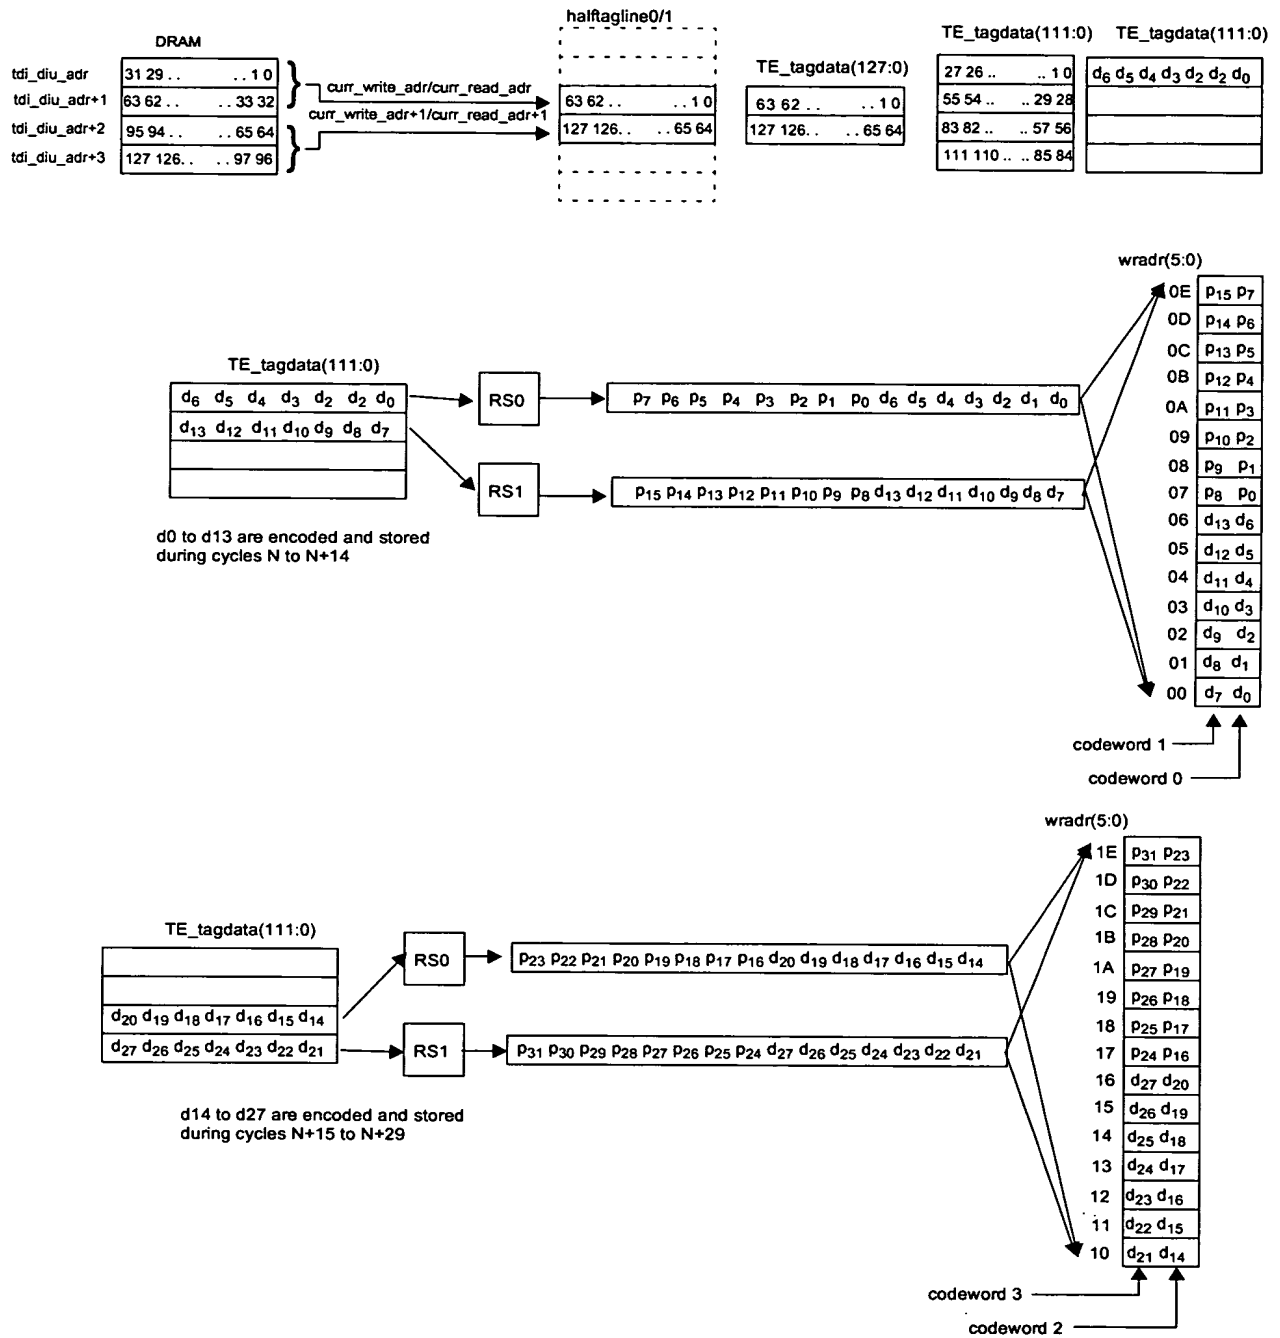 halftagline0/1
DRAM
TE_tagdata(111:0) TE_tagdata(111:0)
TE_tagdata(127:0)
tdi_diu_adr 31 29 . . . . 1 0
tdi_diu_adr+1 63 62 . . . . 33 32
tdi_diu_adr+2 95 94 . . . . 65 64
tdi_diu_adr+3 127 126. . . . 97 96
curr_write_adr/curr_read_adr
curr_write_adr+1/curr_read_adr+1
63 62 . . . . 1 0
127 126. . . . 65 64
63 62 . . . . 1 0
127 126. . . . 65 64
27 26 . . . . 1 0
55 54 . . . . 29 28
83 82 . . . . 57 56
111 110 . . . . 85 84
d6 d5 d4 d3 d2 d2 d0
wradr(5:0)
0E p15 p7
0D p14 p6
0C p13 p5
0B p12 p4
0A p11 p3
09 p10 p2
08 p9 p1
07 p8 p0
06 d13 d6
05 d12 d5
04 d11 d4
03 d10 d3
02 d9 d2
01 d8 d1
00 d7 d0
codeword 1
codeword 0
TE_tagdata(111:0)
d6 d5 d4 d3 d2 d2 d0
d13 d12 d11 d10 d9 d8 d7
RS0
p7 p6 p5 p4 p3 p2 p1 p0 d6 d5 d4 d3 d2 d1 d0
RS1
p15 p14 p13 p12 p11 p10 p9 p8 d13 d12 d11 d10 d9 d8 d7
d0 to d13 are encoded and stored
during cycles N to N+14
wradr(5:0)
1E p31 p23
1D p30 p22
1C p29 p21
1B p28 p20
1A p27 p19
19 p26 p18
18 p25 p17
17 p24 p16
16 d27 d20
15 d26 d19
14 d25 d18
13 d24 d17
12 d23 d16
11 d22 d15
10 d21 d14
codeword 3
codeword 2
TE_tagdata(111:0)
d20 d19 d18 d17 d16 d15 d14
d27 d26 d25 d24 d23 d22 d21
RS0
p23 p22 p21 p20 p19 p18 p17 p16 d20 d19 d18 d17 d16 d15 d14
RS1
p31 p30 p29 p28 p27 p26 p25 p24 d27 d26 d25 d24 d23 d22 d21
d14 to d27 are encoded and stored
during cycles N+15 to N+29